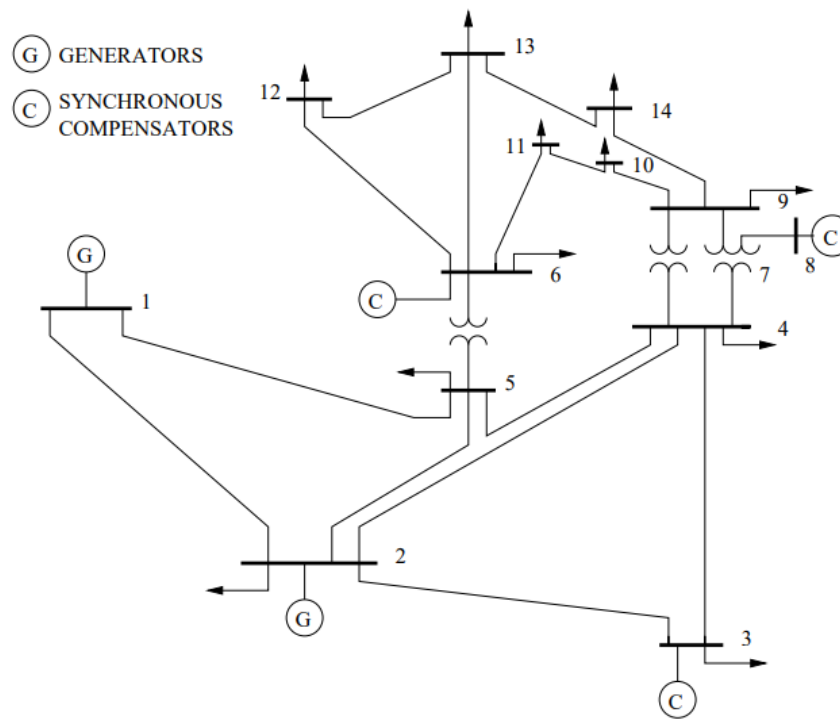 G GENERATORS
C SYNCHRONOUS
COMPENSATORS
13
12
14
11
10
9
G
C
6
7
8
C
1
4
5
2
G
3
C